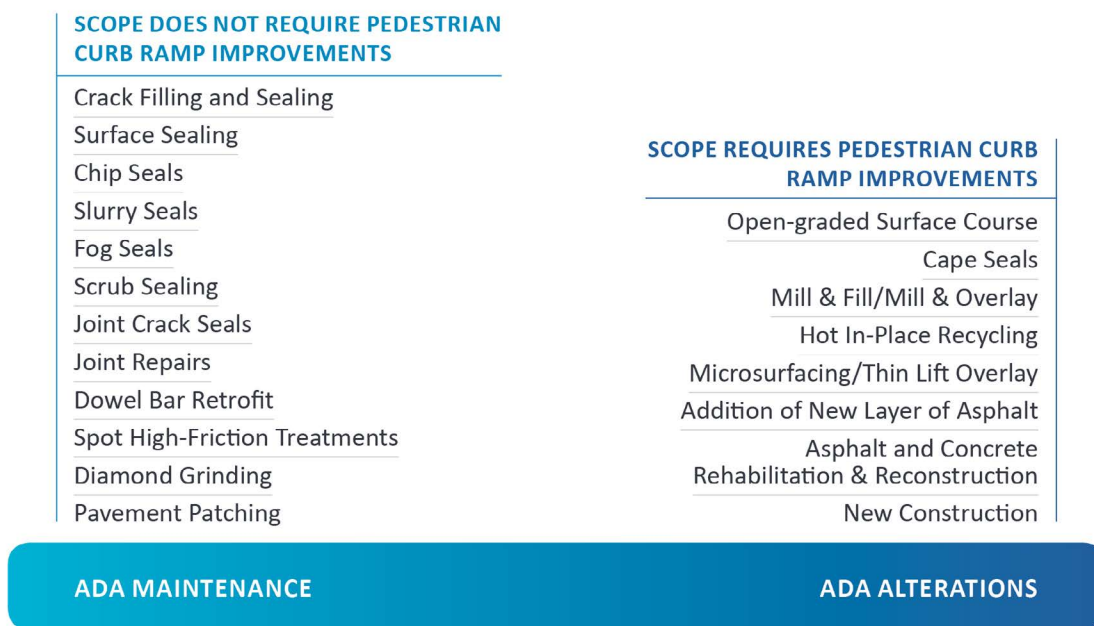 SCOPE DOES NOT REQUIRE PEDESTRIAN
CURB RAMP IMPROVEMENTS
Crack Filling and Sealing
Surface Sealing
Chip Seals
Slurry Seals
Fog Seals
Scrub Sealing
Joint Crack Seals
Joint Repairs
Dowel Bar Retrofit
Spot High-Friction Treatments
Diamond Grinding
Pavement Patching
SCOPE REQUIRES PEDESTRIAN CURB
RAMP IMPROVEMENTS
Open-graded Surface Course
Cape Seals
Mill & Fill/Mill & Overlay
Hot In-Place Recycling
Microsurfacing/Thin Lift Overlay
Addition of New Layer of Asphalt
Asphalt and Concrete
Rehabilitation & Reconstruction
New Construction
ADA MAINTENANCE
ADA ALTERATIONS